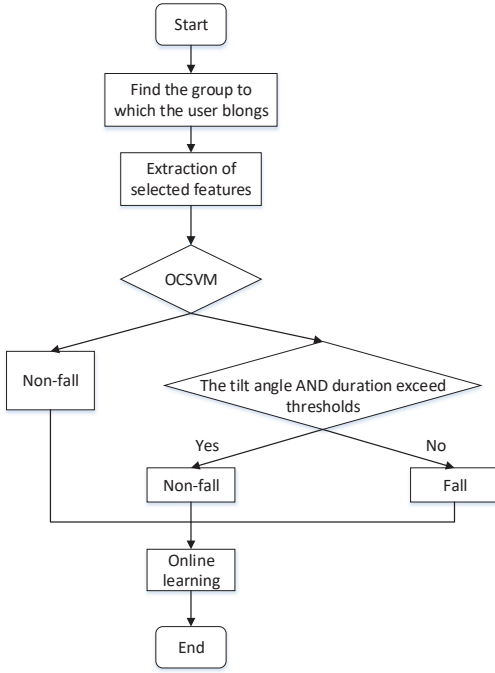 Start
Find the group to
which the user blongs
Extraction of
selected features
OCSVM
Non-fall
The tilt angle AND duration exceed
thresholds
Yes
No
Non-fall
Fall
Online
learning
End